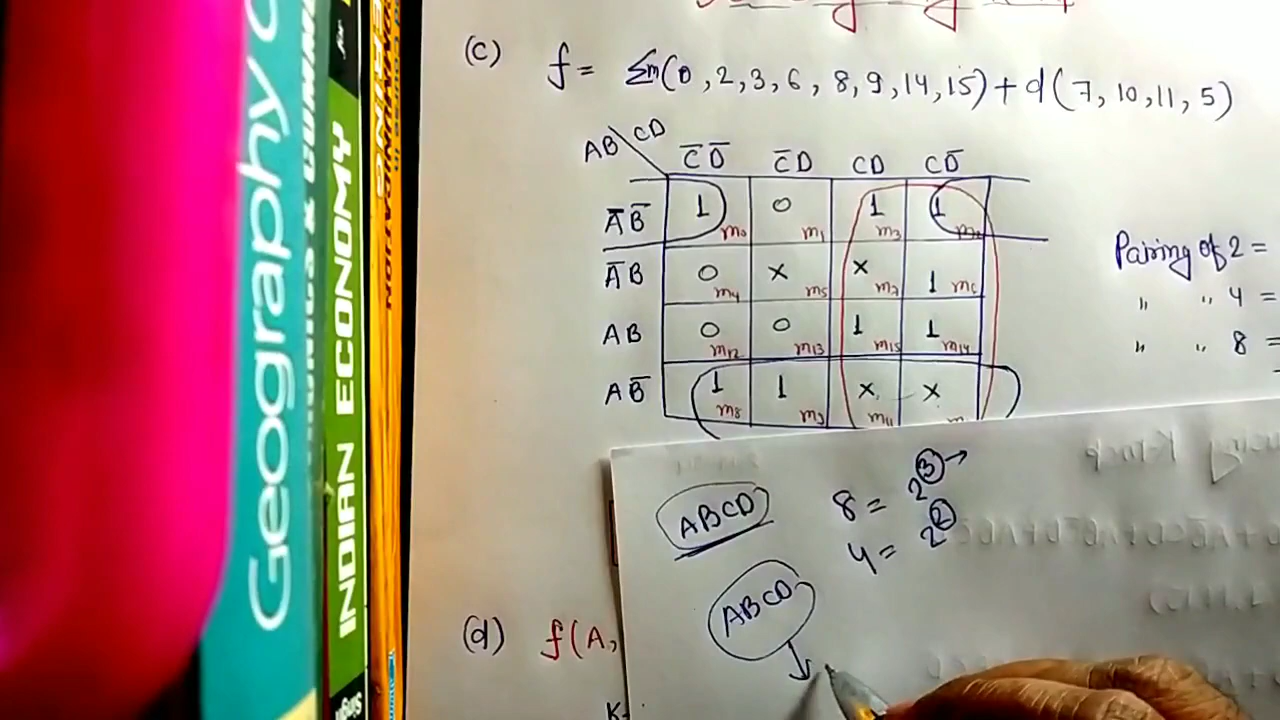 Geography
INDIAN ECONOMY
for
Singh
(c) f = Σm(0, 2, 3, 6, 8, 9, 14, 15) + d(7, 10, 11, 5)
AB\CD C̅D̅ C̅D CD CD̅
A̅B̅ 1 m0 0 m1 1 m3 1
A̅B 0 m4 × m5 × m7 1 m6
AB 0 m12 0 m13 1 m15 1 m14
AB̅ 1 m8 1 m9 × m11 × m
Pairing of 2 =
" " 4 =
" " 8 =
ABCD 8 = 2³ →
4 = 2²
ABCD
(d) f(A,
K-